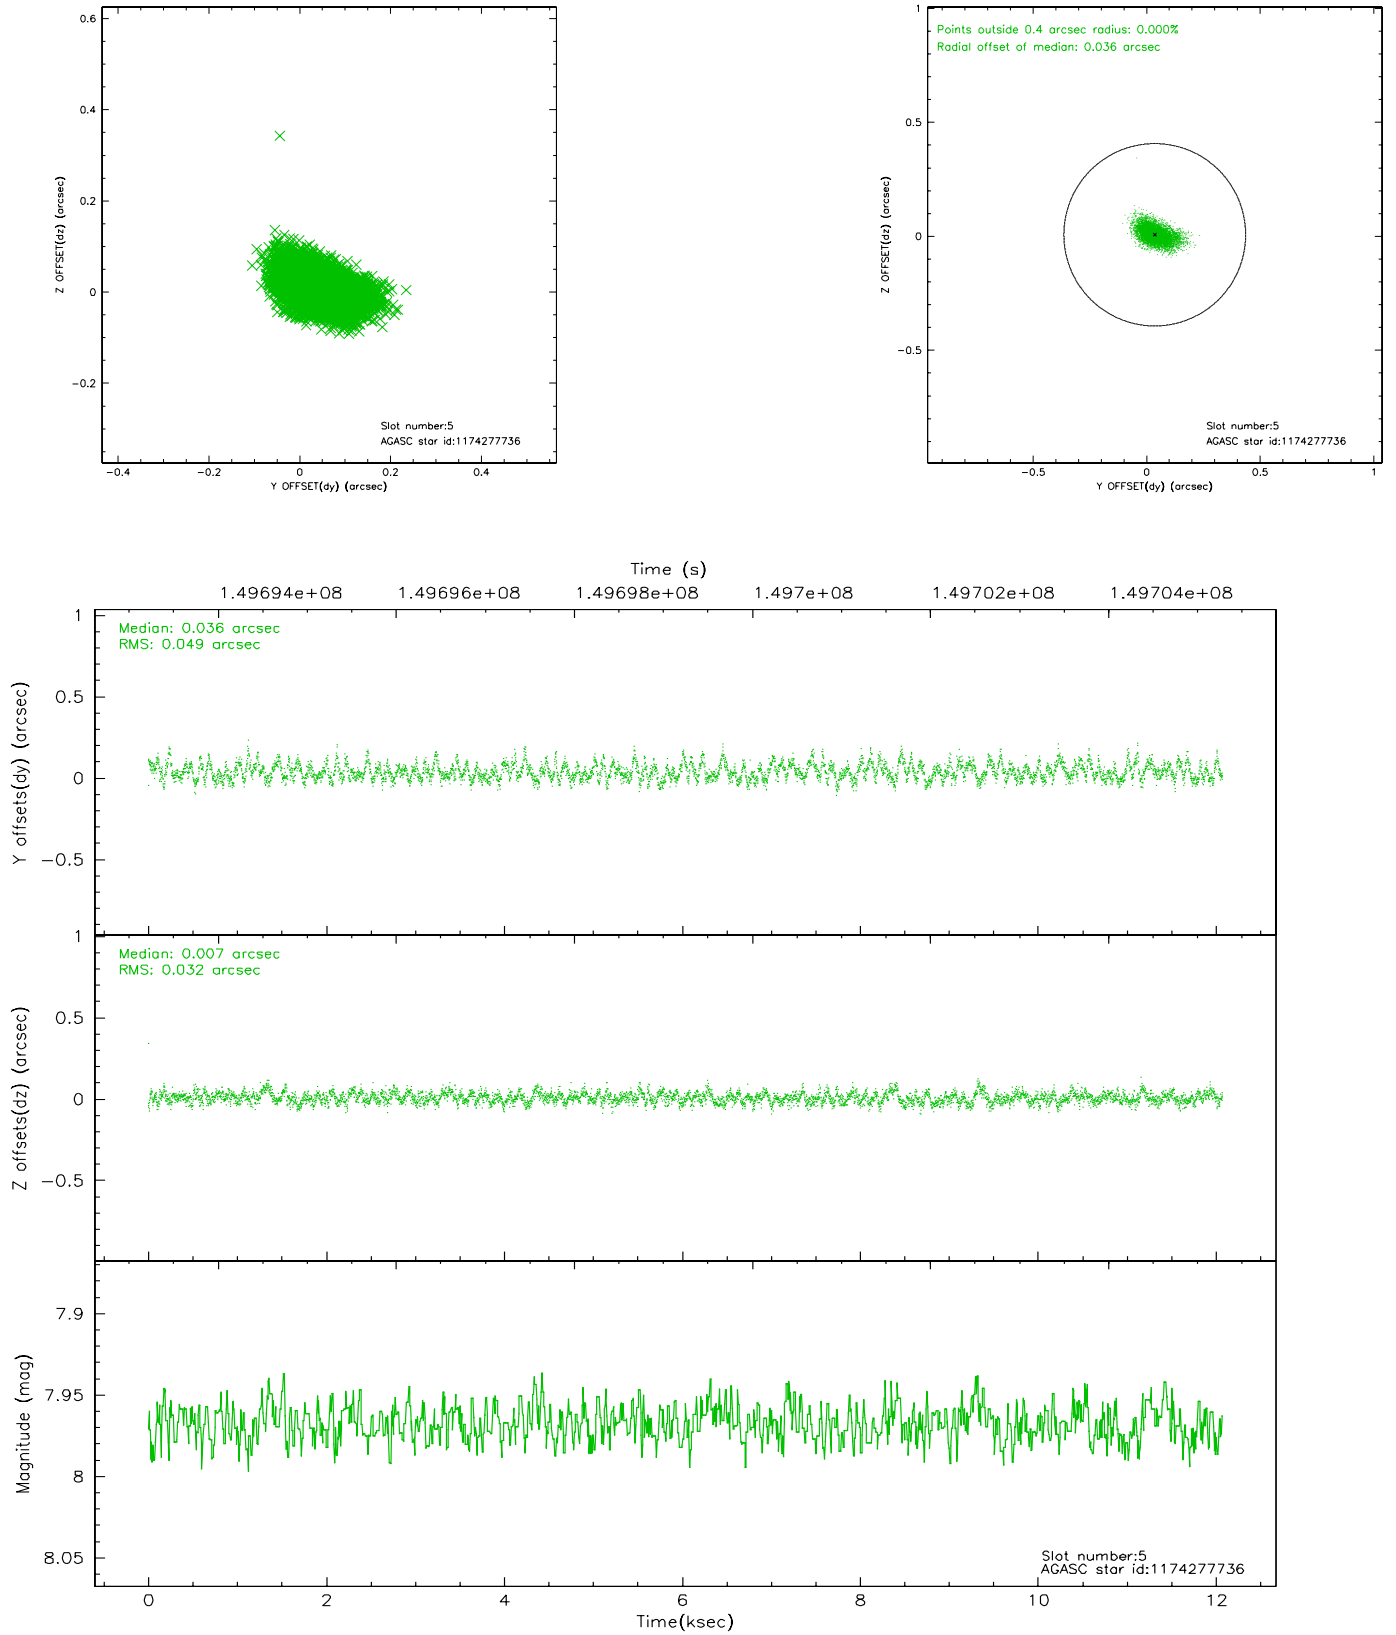 0.6
0.4
0.2
0
−0.2
Z OFFSET(dz) (arcsec)
Slot number:5
AGASC star id:1174277736
−0.4 −0.2 0 0.2 0.4
Y OFFSET(dy) (arcsec)
1
0.5
0
−0.5
Z OFFSET(dz) (arcsec)
Points outside 0.4 arcsec radius: 0.000%
Radial offset of median: 0.036 arcsec
Slot number:5
AGASC star id:1174277736
−0.5 0 0.5 1
Y OFFSET(dy) (arcsec)
Time (s)
1.49694e+08 1.49696e+08 1.49698e+08 1.497e+08 1.49702e+08 1.49704e+08
1
0.5
0
−0.5
Y offsets(dy) (arcsec)
Median: 0.036 arcsec
RMS: 0.049 arcsec
1
0.5
0
−0.5
Z offsets(dz) (arcsec)
Median: 0.007 arcsec
RMS: 0.032 arcsec
7.9
7.95
8
8.05
Magnitude (mag)
Slot number:5
AGASC star id:1174277736
0 2 4 6 8 10 12
Time(ksec)